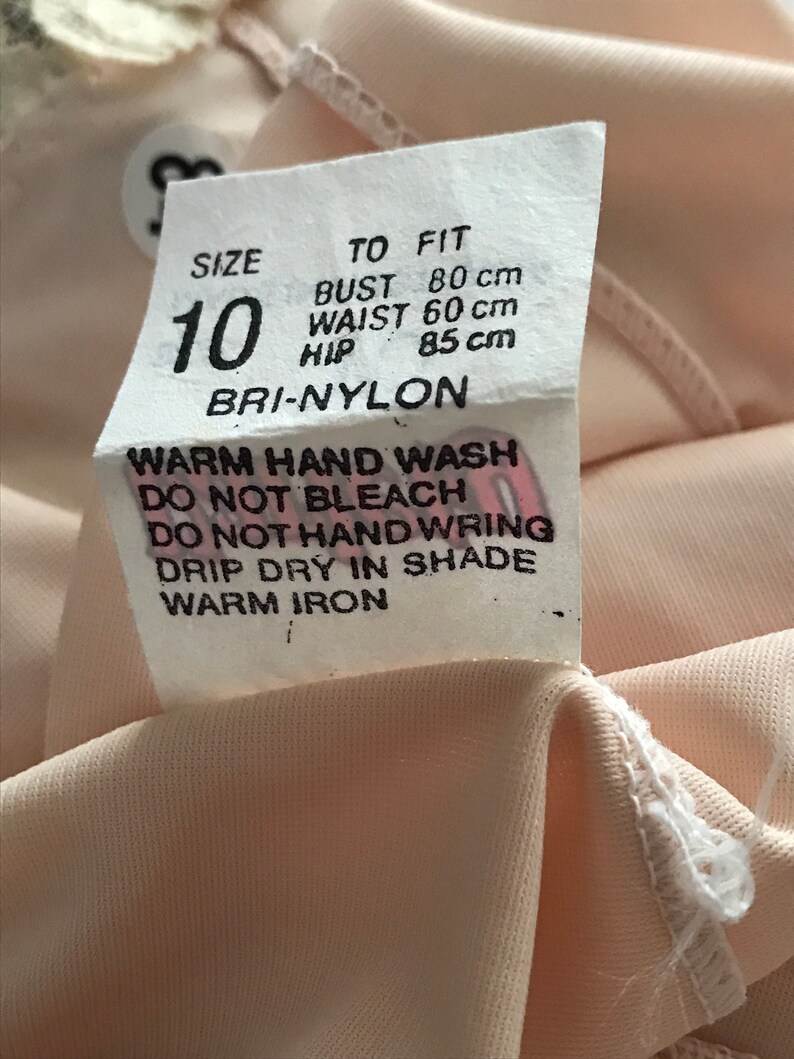 SIZE TO FIT
10 BUST 80 cm
WAIST 60 cm
HIP 85 cm
BRI-NYLON
WARM HAND WASH
DO NOT BLEACH
DO NOT HAND WRING
DRIP DRY IN SHADE
WARM IRON